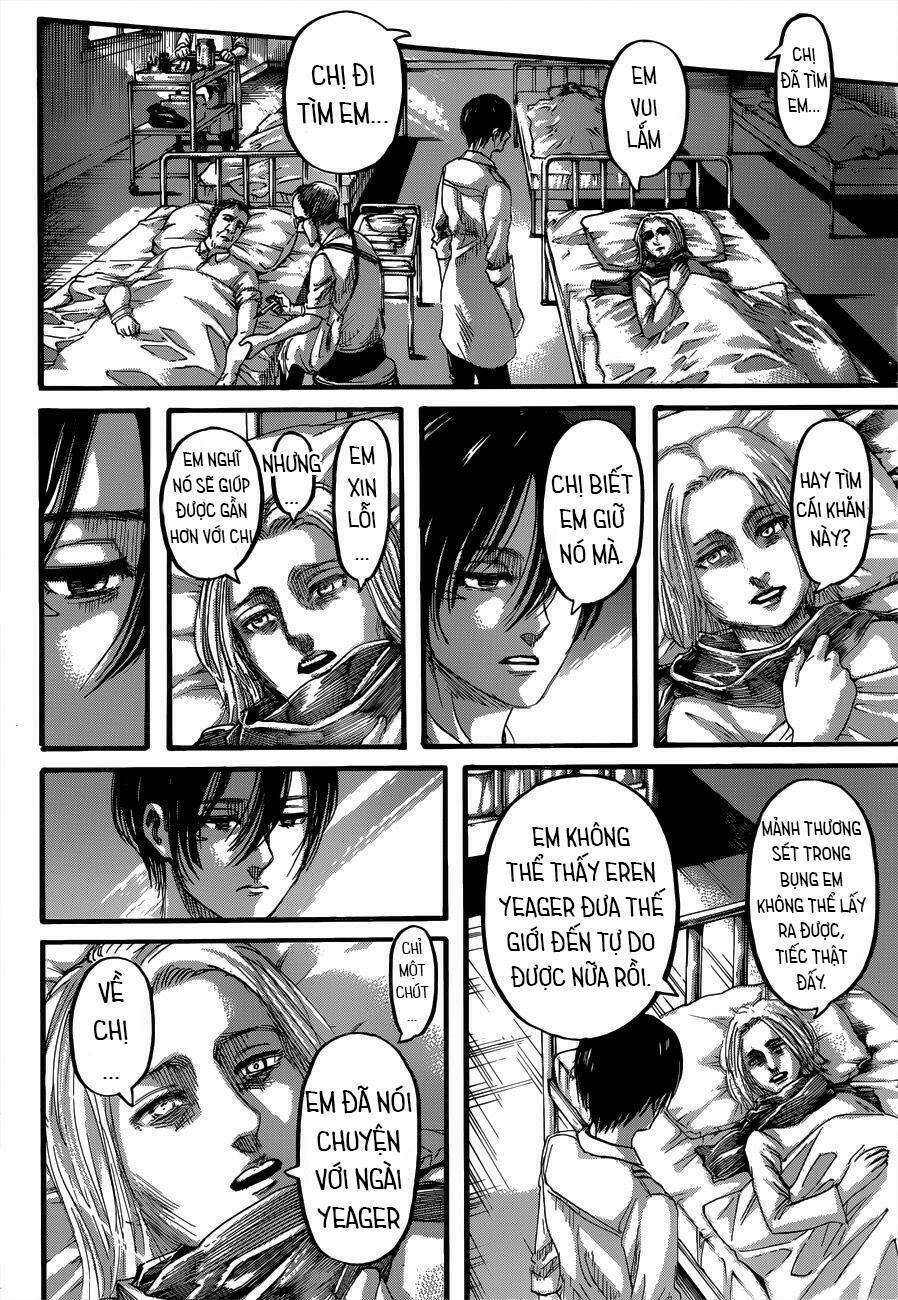 CHỊ
ĐÃ TÌM
EM...
EM
VUI
LẮM
CHỊ ĐI
TÌM EM...
HAY TÌM
CÁI KHĂN
NÀY?
CHỊ BIẾT
EM GIỮ
NÓ MÀ.
EM
XIN
LỖI
...
NHƯNG
...
EM NGHĨ
NÓ SẼ GIÚP
ĐƯỢC GẦN
HƠN VỚI CHỊ
MẢNH THƯƠNG
SÉT TRONG
BỤNG EM
KHÔNG THỂ LẤY
RA ĐƯỢC,
TIẾC THẬT
ĐẤY.
EM KHÔNG
THỂ THẤY EREN
YEAGER ĐƯA THẾ
GIỚI ĐẾN TỰ DO
ĐƯỢC NỮA RỒI.
CHỈ
MỘT
CHÚT
...
EM ĐÃ NÓI
CHUYỆN
VỚI NGÀI
YEAGER
VỀ
CHỊ
...